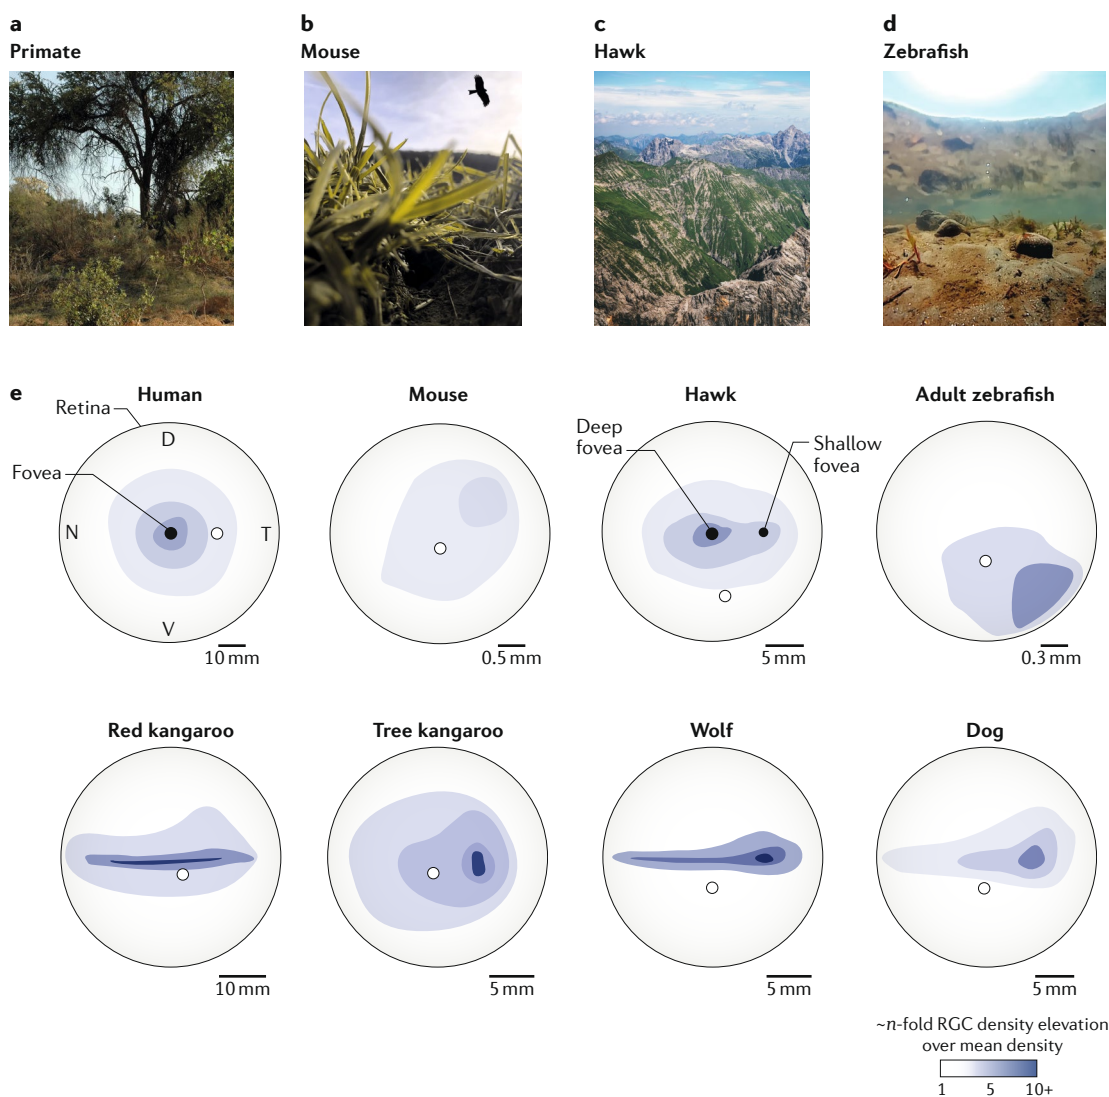 a
Primate
b
Mouse
c
Hawk
d
Zebrafish
e
Human
Retina
D
Fovea
N
T
V
10 mm
Mouse
0.5 mm
Hawk
Deep
fovea
Shallow
fovea
5 mm
Adult zebrafish
0.3 mm
Red kangaroo
10 mm
Tree kangaroo
5 mm
Wolf
5 mm
Dog
5 mm
~n-fold RGC density elevation
over mean density
1 5 10+